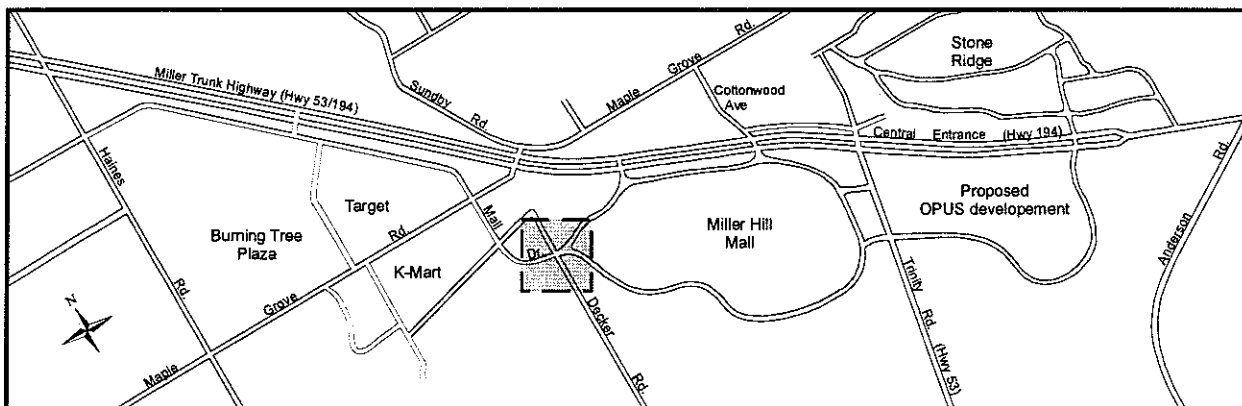 Miller Trunk Highway (Hwy 53/194)
Sundby
Rd.
Maple
Grove
Rd.
Cottonwood
Ave
Stone
Ridge
Central Entrance (Hwy 194)
Haines
Rd.
Target
Burning Tree
Plaza
K-Mart
Mall
Dr.
Maple
Grove
Rd.
Decker
Rd.
Miller Hill
Mall
Trinity
Rd.
(Hwy 53)
Proposed
OPUS developement
Anderson
Rd.
N